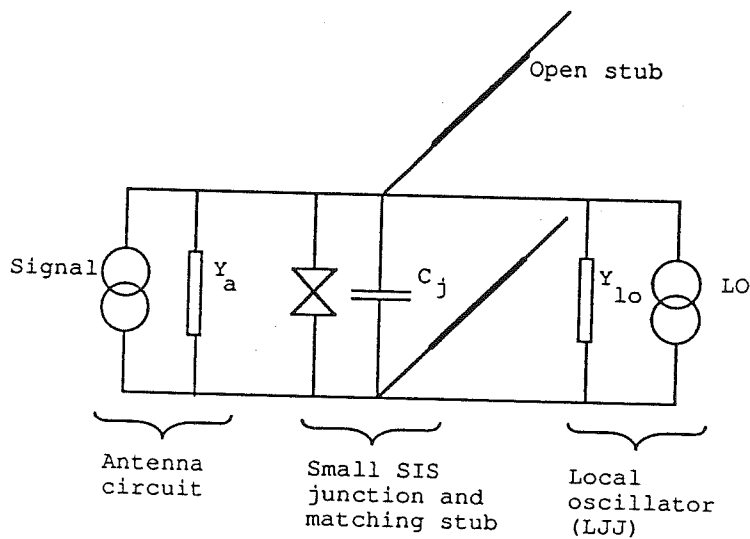 Open stub
Signal
Y a
C j
Y lo
LO
Antenna
circuit
Small SIS
junction and
matching stub
Local
oscillator
(LJJ)